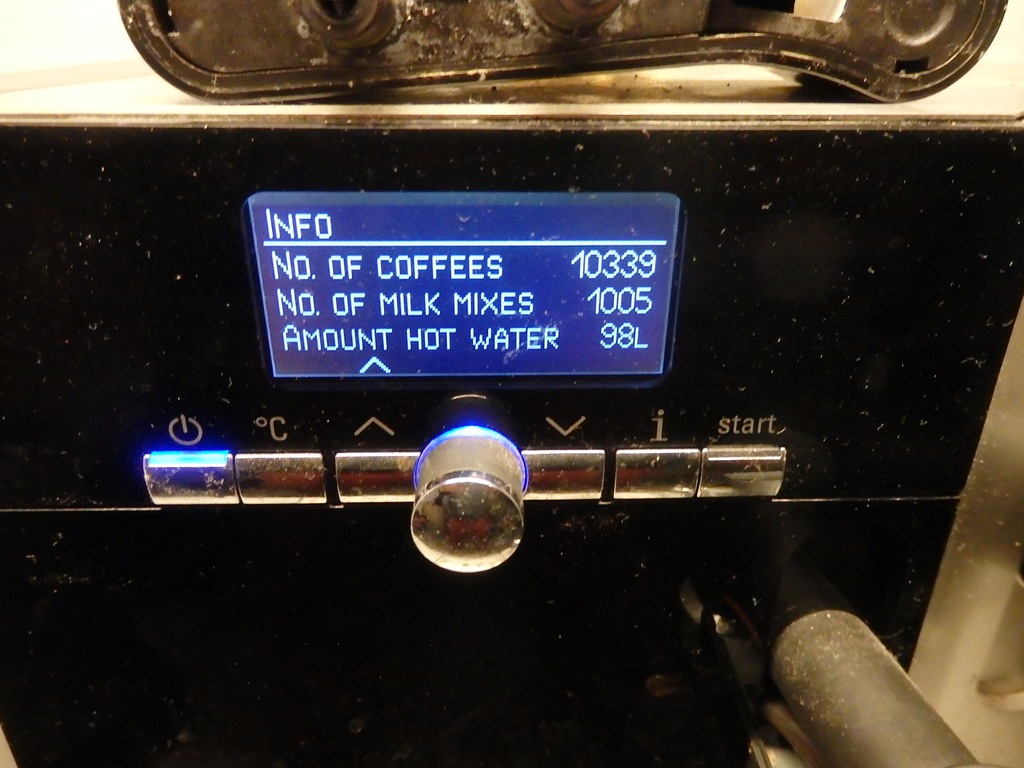 INFO
NO. OF COFFEES 10339
NO. OF MILK MIXES 1005
AMOUNT HOT WATER 98L
°C i start